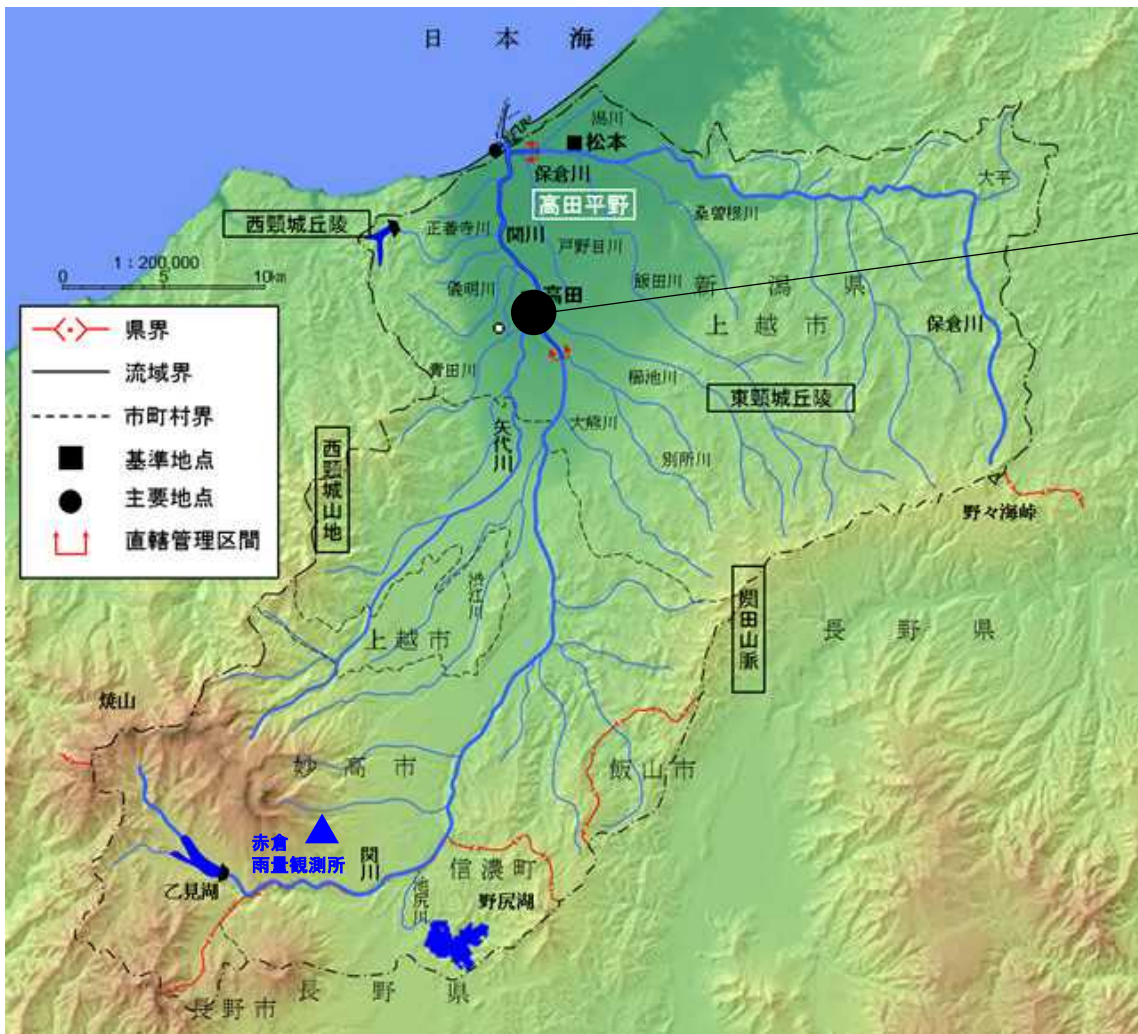 日本海
潟川
松本
保倉川
大平
高田平野
桑曽根川
西頸城丘陵
正善寺川
関川
戸野目川
飯田川
新潟県
1:200,000
0 5 10km
儀明川
高田
上越市
保倉川
県界
流域界
市町村界
基準地点
主要地点
直轄管理区間
青田川
櫛池川
東頸城丘陵
矢代川
大熊川
別所川
西頸城山地
野々海峠
渋江川
関田山脈
上越市
長野県
焼山
妙高市
飯山市
赤倉
雨量観測所
関川
信濃町
乙見湖
池尻川
野尻湖
長野市
長野県